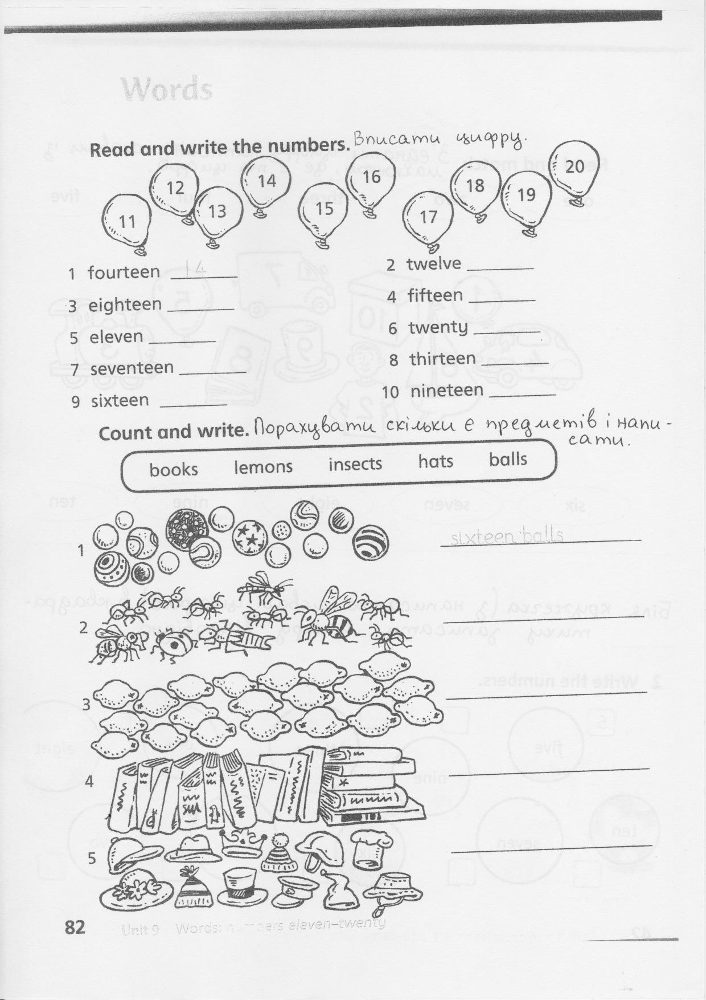 Words
Read and write the numbers. Вписати цифру.
11 12 13 14 15 16 17 18 19 20
1 fourteen 14
2 twelve
3 eighteen
4 fifteen
5 eleven
6 twenty
7 seventeen
8 thirteen
9 sixteen
10 nineteen
Count and write. Порахувати скільки є предметів і напи-
сати.
books lemons insects hats balls
1 sixteen balls
2
3
4
5
82 Unit 9 Words: numbers eleven–twenty